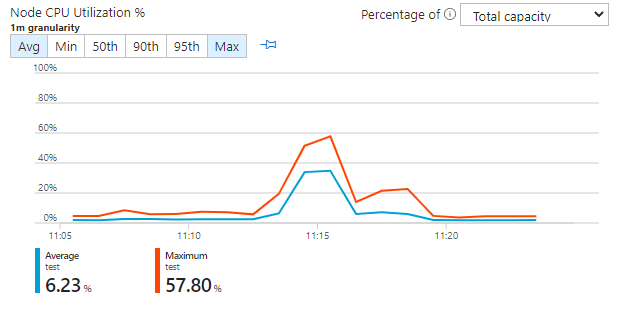 Node CPU Utilization %
1m granularity
Percentage of
Total capacity
Avg Min 50th 90th 95th Max
100%
80%
60%
40%
20%
0%
11:05 11:10 11:15 11:20
Average
test
6.23 %
Maximum
test
57.80 %